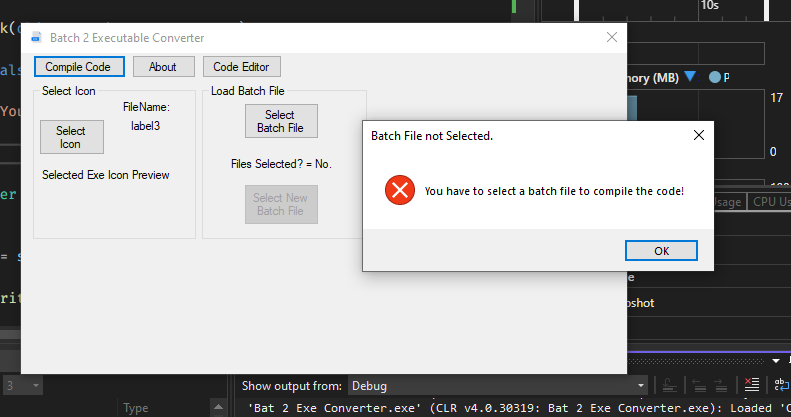 10s
k(
Batch 2 Executable Converter
als
Compile Code
About
Code Editor
mory (MB)
P
Select Icon
Load Batch File
17
You
FileName:
Select
Batch File
label3
Select
Icon
Batch File not Selected.
0
Files Selected? = No.
Selected Exe Icon Preview
You have to select a batch file to compile the code!
er
Select New
Batch File
Usage
CPU Us
= s
OK
e
rit
pshot
3
Show output from:
Debug
Type
'Bat 2 Exe Converter.exe' (CLR v4.0.30319: Bat 2 Exe Converter.exe): Loaded 'C